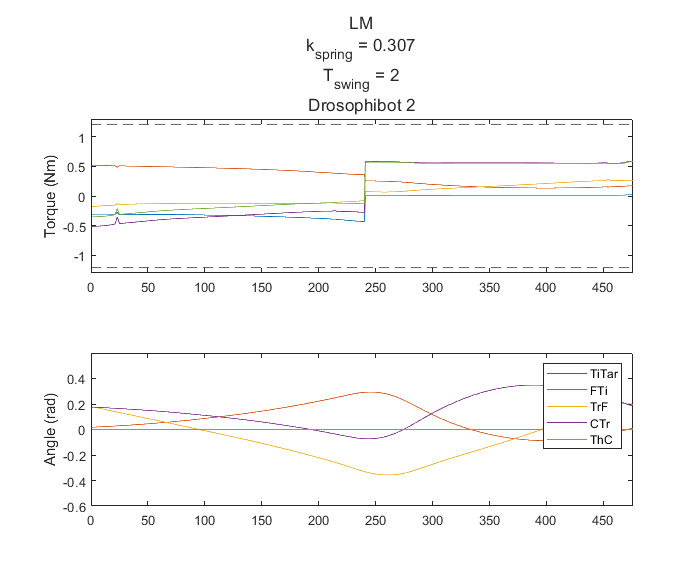 LM
k_spring = 0.307
T_swing = 2
Drosophibot 2
Torque (Nm)
1
0.5
0
-0.5
-1
0 50 100 150 200 250 300 350 400 450
Angle (rad)
0.4
0.2
0
-0.2
-0.4
-0.6
0 50 100 150 200 250 300 350 400 450
TiTar
FTi
TrF
CTr
ThC